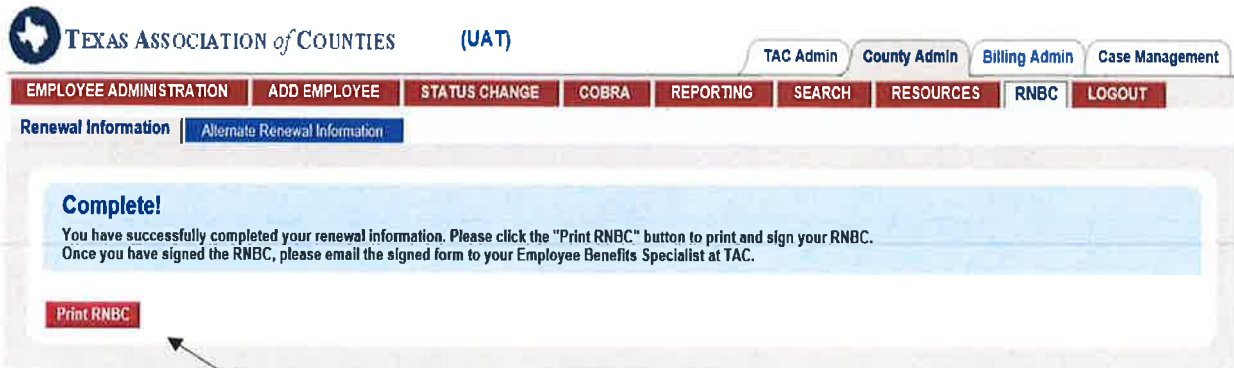 TEXAS ASSOCIATION of COUNTIES (UAT)
TAC Admin County Admin Billing Admin Case Management
EMPLOYEE ADMINISTRATION ADD EMPLOYEE STATUS CHANGE COBRA REPORTING SEARCH RESOURCES RNBC LOGOUT
Renewal Information Alternate Renewal Information
Complete!
You have successfully completed your renewal information. Please click the "Print RNBC" button to print and sign your RNBC.
Once you have signed the RNBC, please email the signed form to your Employee Benefits Specialist at TAC.
Print RNBC